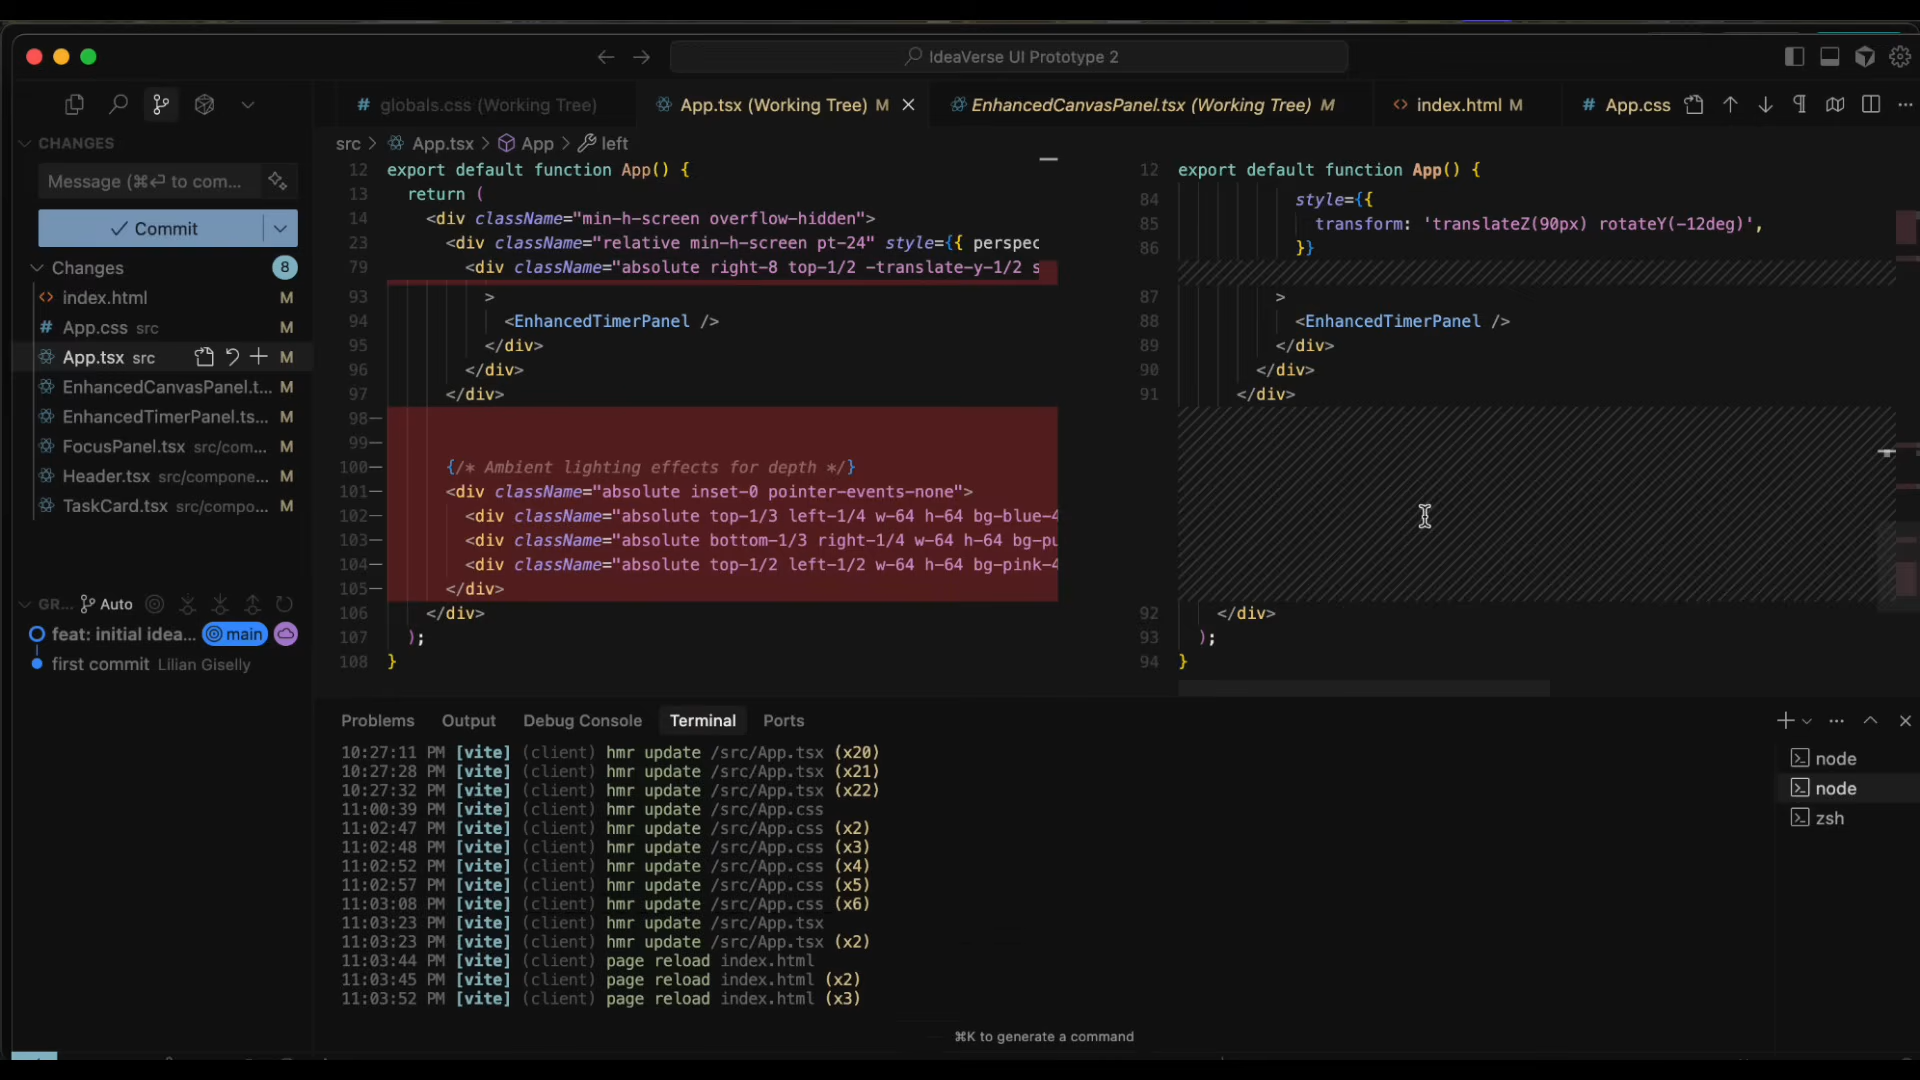 IdeaVerse UI Prototype 2
globals.css (Working Tree)
App.tsx (Working Tree) M
EnhancedCanvasPanel.tsx (Working Tree) M
index.html M
App.css
CHANGES
Message (⌘⏎ to com...
Commit
Changes
8
index.html M
App.css src M
App.tsx src M
EnhancedCanvasPanel.t... M
EnhancedTimerPanel.ts... M
FocusPanel.tsx src/com... M
Header.tsx src/compone... M
TaskCard.tsx src/compo... M
GR... Auto
feat: initial idea... main
first commit Lilian Giselly
src > App.tsx > App > left
12 export default function App() {
13 return (
14 <div className="min-h-screen overflow-hidden">
23 <div className="relative min-h-screen pt-24" style={{ perspec
79 <div className="absolute right-8 top-1/2 -translate-y-1/2 s
93 >
94 <EnhancedTimerPanel />
95 </div>
96 </div>
97 </div>
98—
99—
100— {/* Ambient lighting effects for depth */}
101— <div className="absolute inset-0 pointer-events-none">
102— <div className="absolute top-1/3 left-1/4 w-64 h-64 bg-blue-4
103— <div className="absolute bottom-1/3 right-1/4 w-64 h-64 bg-pu
104— <div className="absolute top-1/2 left-1/2 w-64 h-64 bg-pink-4
105— </div>
106 </div>
107 );
108 }
12 export default function App() {
84 style={{
85 transform: 'translateZ(90px) rotateY(-12deg)',
86 }}
87 >
88 <EnhancedTimerPanel />
89 </div>
90 </div>
91 </div>
92 </div>
93 );
94 }
Problems Output Debug Console Terminal Ports
10:27:11 PM [vite] (client) hmr update /src/App.tsx (x20)
10:27:28 PM [vite] (client) hmr update /src/App.tsx (x21)
10:27:32 PM [vite] (client) hmr update /src/App.tsx (x22)
11:00:39 PM [vite] (client) hmr update /src/App.css
11:02:47 PM [vite] (client) hmr update /src/App.css (x2)
11:02:48 PM [vite] (client) hmr update /src/App.css (x3)
11:02:52 PM [vite] (client) hmr update /src/App.css (x4)
11:02:57 PM [vite] (client) hmr update /src/App.css (x5)
11:03:08 PM [vite] (client) hmr update /src/App.css (x6)
11:03:23 PM [vite] (client) hmr update /src/App.tsx
11:03:23 PM [vite] (client) hmr update /src/App.tsx (x2)
11:03:44 PM [vite] (client) page reload index.html
11:03:45 PM [vite] (client) page reload index.html (x2)
11:03:52 PM [vite] (client) page reload index.html (x3)
node
node
zsh
⌘K to generate a command